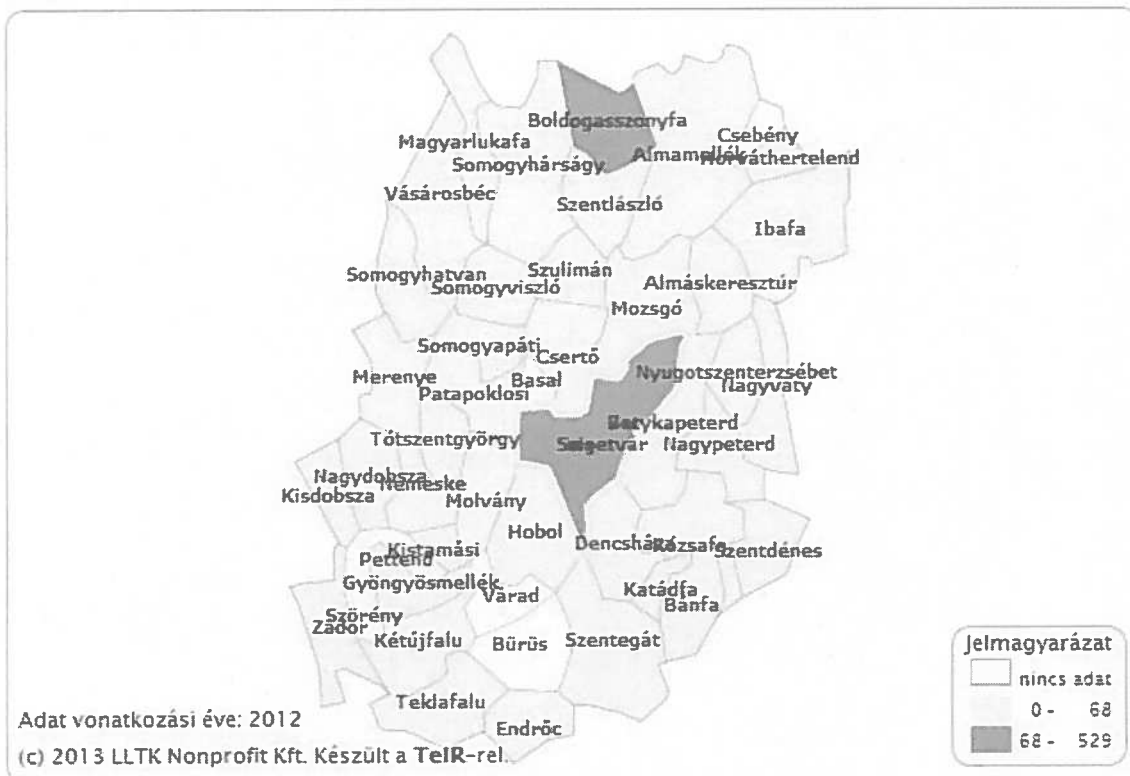 Boldogasszonyfa
Csebény
Magyarlukafa
Almamellék
Horváthertelend
Somogyhárságy
Vásárosbéc
Szentlászló
Ibafa
Szulimán
Somogyhatvan
Almáskeresztúr
Somogyviszló
Mozsgó
Somogyapáti
Csertő
Nyugotszenterzsébet
Merenye
Basal
Nagyváty
Patapoklosi
Botykapeterd
Tótszentgyörgy
Szigetvár
Nagypeterd
Nagydobsza
Nemeske
Kisdobsza
Molvány
Hobol
Dencsháza
Rózsafa
Szentdénes
Kistamási
Pettend
Gyöngyösmellék
Várad
Katádfa
Bánfa
Szörény
Zádor
Kétújfalu
Bürüs
Szentegát
Teklafalu
Endrőc
Jelmagyarázat
nincs adat
0 - 68
68 - 529
Adat vonatkozási éve: 2012
(c) 2013 LLTK Nonprofit Kft. Készült a TeIR-rel.